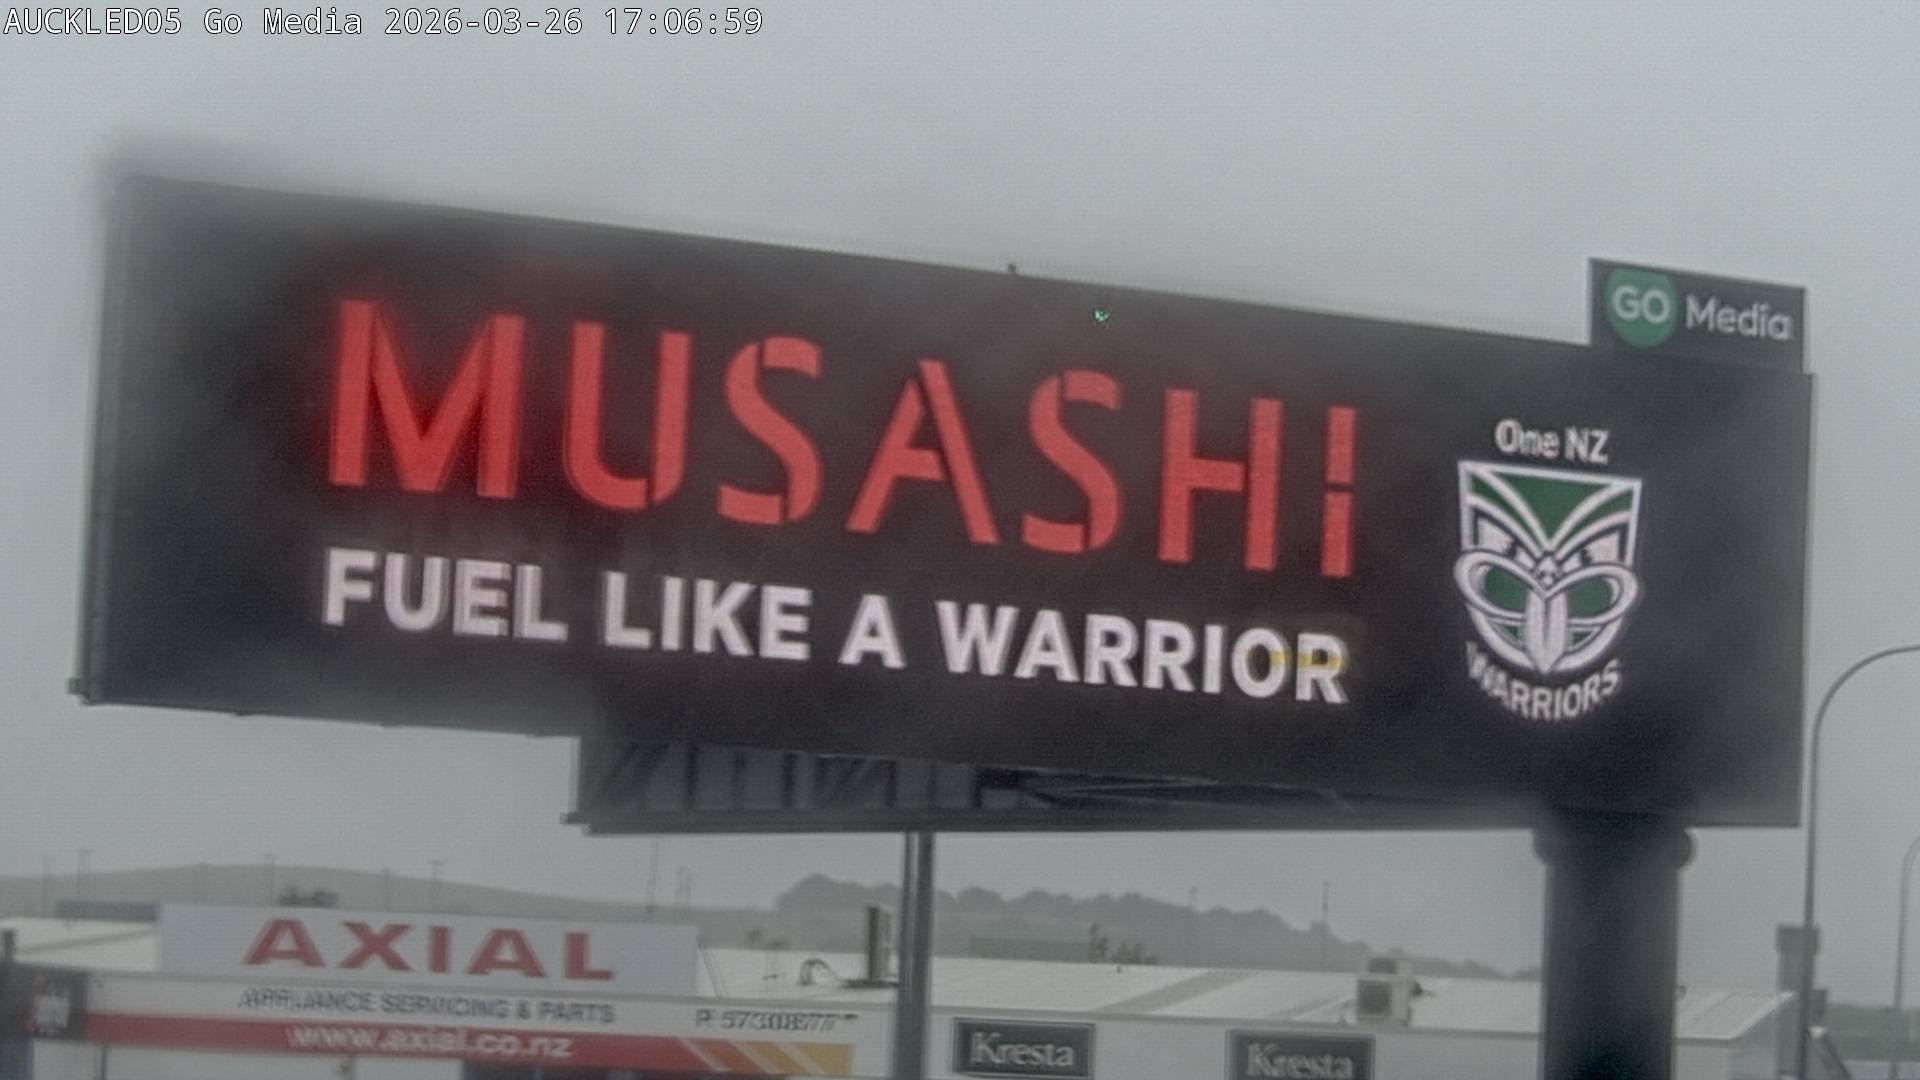 AUCKLED05 Go Media 2026-03-26 17:06:59
GO Media
MUSASHI
FUEL LIKE A WARRIOR
One NZ
WARRIORS
AXIAL
APPLIANCE SERVICING & PARTS
www.axial.co.nz
Kresta
Kresta